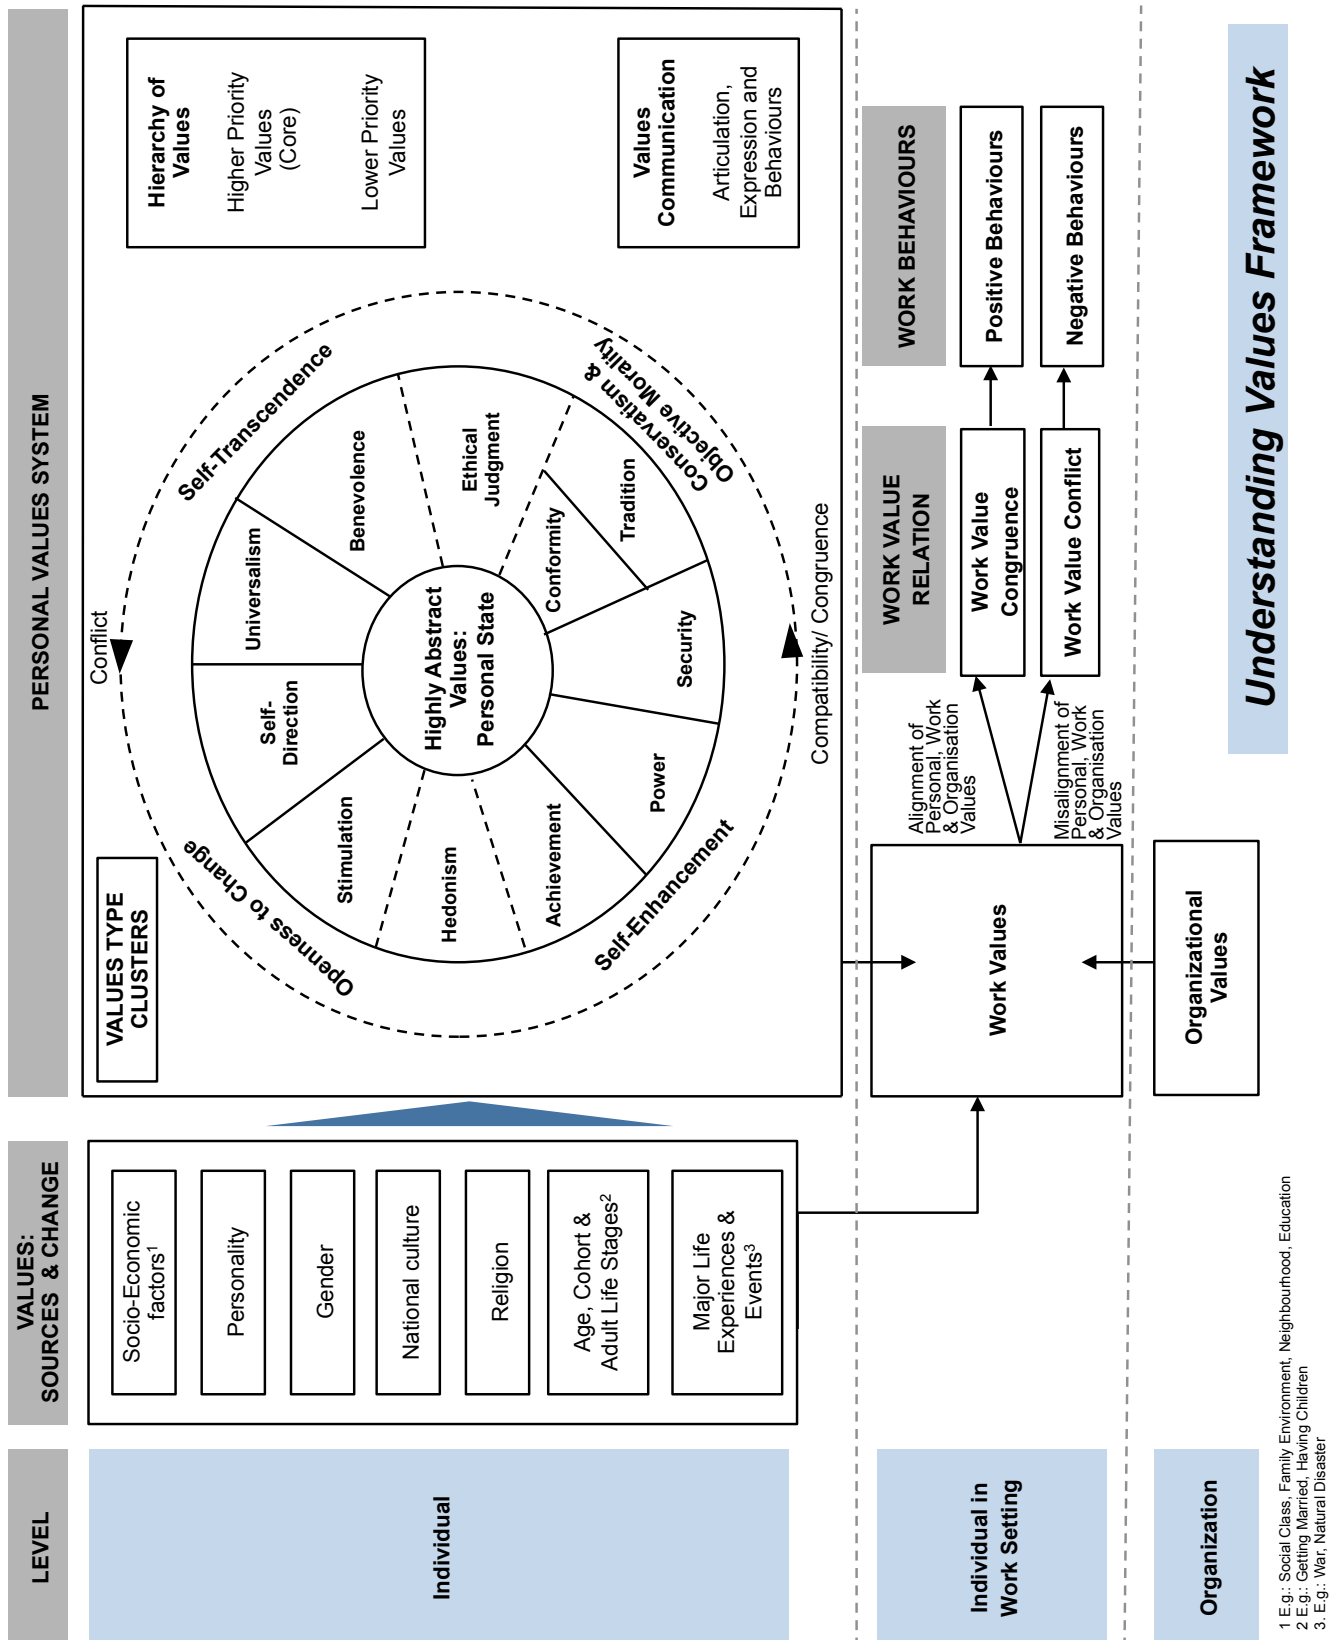 LEVEL
VALUES:
SOURCES & CHANGE
PERSONAL VALUES SYSTEM
Individual
Socio-Economic
factors1
Personality
Gender
National culture
Religion
Age, Cohort &
Adult Life Stages2
Major Life
Experiences &
Events3
VALUES TYPE
CLUSTERS
Conflict
Openness to Change
Self-Transcendence
Self-Enhancement
Conservatism &
Objective Morality
Compatibility/ Congruence
Stimulation
Self-
Direction
Universalism
Benevolence
Ethical
Judgment
Conformity
Tradition
Security
Power
Achievement
Hedonism
Highly Abstract
Values:
Personal State
Hierarchy of
Values
Higher Priority
Values
(Core)
Lower Priority
Values
Values
Communication
Articulation,
Expression and
Behaviours
Individual in
Work Setting
Work Values
Alignment of
Personal, Work
& Organisation
Values
Misalignment of
Personal, Work
& Organisation
Values
WORK VALUE
RELATION
Work Value
Congruence
Work Value Conflict
WORK BEHAVIOURS
Positive Behaviours
Negative Behaviours
Organization
Organizational
Values
Understanding Values Framework
1 E.g.: Social Class, Family Environment, Neighbourhood, Education
2 E.g.: Getting Married, Having Children
3. E.g.: War, Natural Disaster